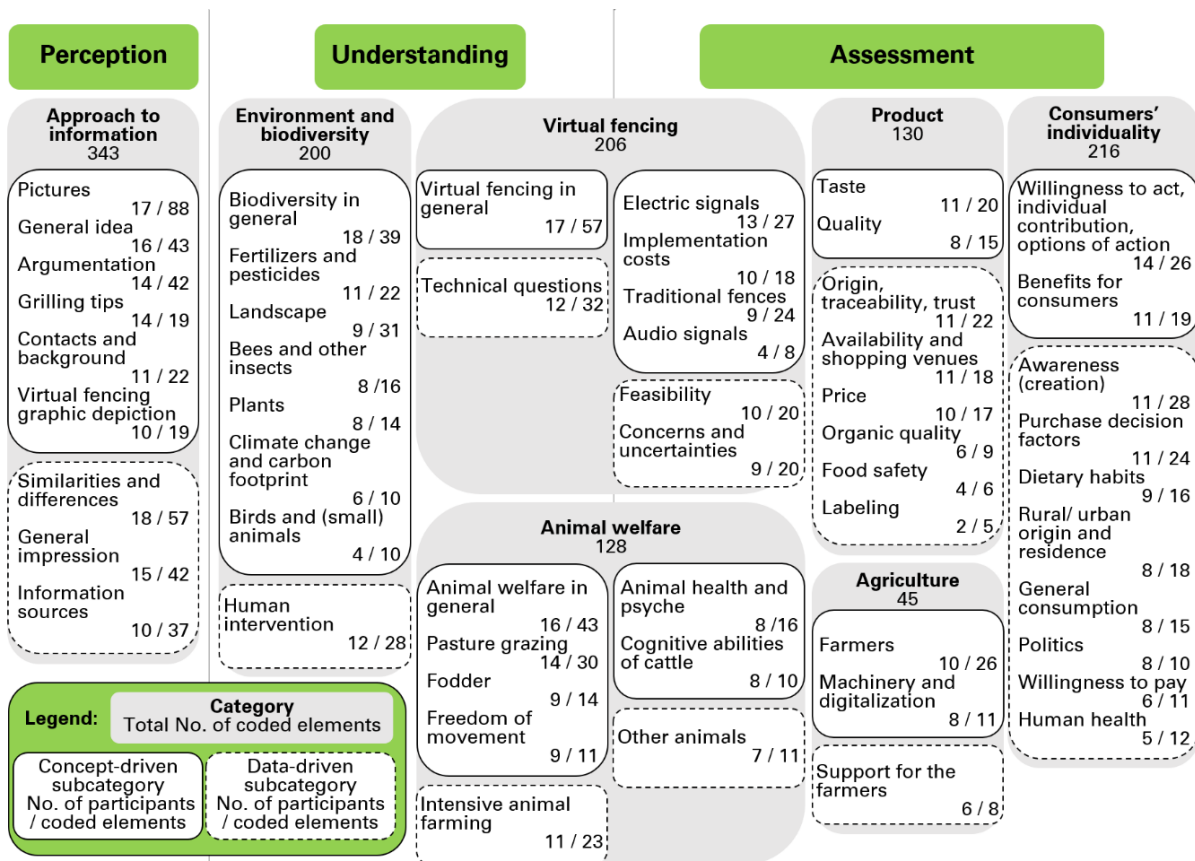 Perception
Understanding
Assessment
Approach to
information
343
Pictures
17 / 88
General idea
16 / 43
Argumentation
14 / 42
Grilling tips
14 / 19
Contacts and
background
11 / 22
Virtual fencing
graphic depiction
10 / 19
Similarities and
differences
18 / 57
General
impression
15 / 42
Information
sources
10 / 37
Environment and
biodiversity
200
Biodiversity in
general
18 / 39
Fertilizers and
pesticides
11 / 22
Landscape
9 / 31
Bees and other
insects
8 /16
Plants
8 / 14
Climate change
and carbon
footprint
6 / 10
Birds and (small)
animals
4 / 10
Human
intervention
12 / 28
Virtual fencing
206
Virtual fencing in
general
17 / 57
Technical questions
12 / 32
Electric signals
13 / 27
Implementation
costs
10 / 18
Traditional fences
9 / 24
Audio signals
4 / 8
Feasibility
10 / 20
Concerns and
uncertainties
9 / 20
Animal welfare
128
Animal welfare in
general
16 / 43
Pasture grazing
14 / 30
Fodder
9 / 14
Freedom of
movement
9 / 11
Intensive animal
farming
11 / 23
Animal health and
psyche
8 /16
Cognitive abilities
of cattle
8 / 10
Other animals
7 / 11
Product
130
Taste
11 / 20
Quality
8 / 15
Origin,
traceability, trust
11 / 22
Availability and
shopping venues
11 / 18
Price
10 / 17
Organic quality
6 / 9
Food safety
4 / 6
Labeling
2 / 5
Agriculture
45
Farmers
10 / 26
Machinery and
digitalization
8 / 11
Support for the
farmers
6 / 8
Consumers'
individuality
216
Willingness to act,
individual
contribution,
options of action
14 / 26
Benefits for
consumers
11 / 19
Awareness
(creation)
11 / 28
Purchase decision
factors
11 / 24
Dietary habits
9 / 16
Rural/ urban
origin and
residence
8 / 18
General
consumption
8 / 15
Politics
8 / 10
Willingness to pay
6 / 11
Human health
5 / 12
Legend:
Category
Total No. of coded elements
Concept-driven
subcategory
No. of participants
/ coded elements
Data-driven
subcategory
No. of participants
/ coded elements